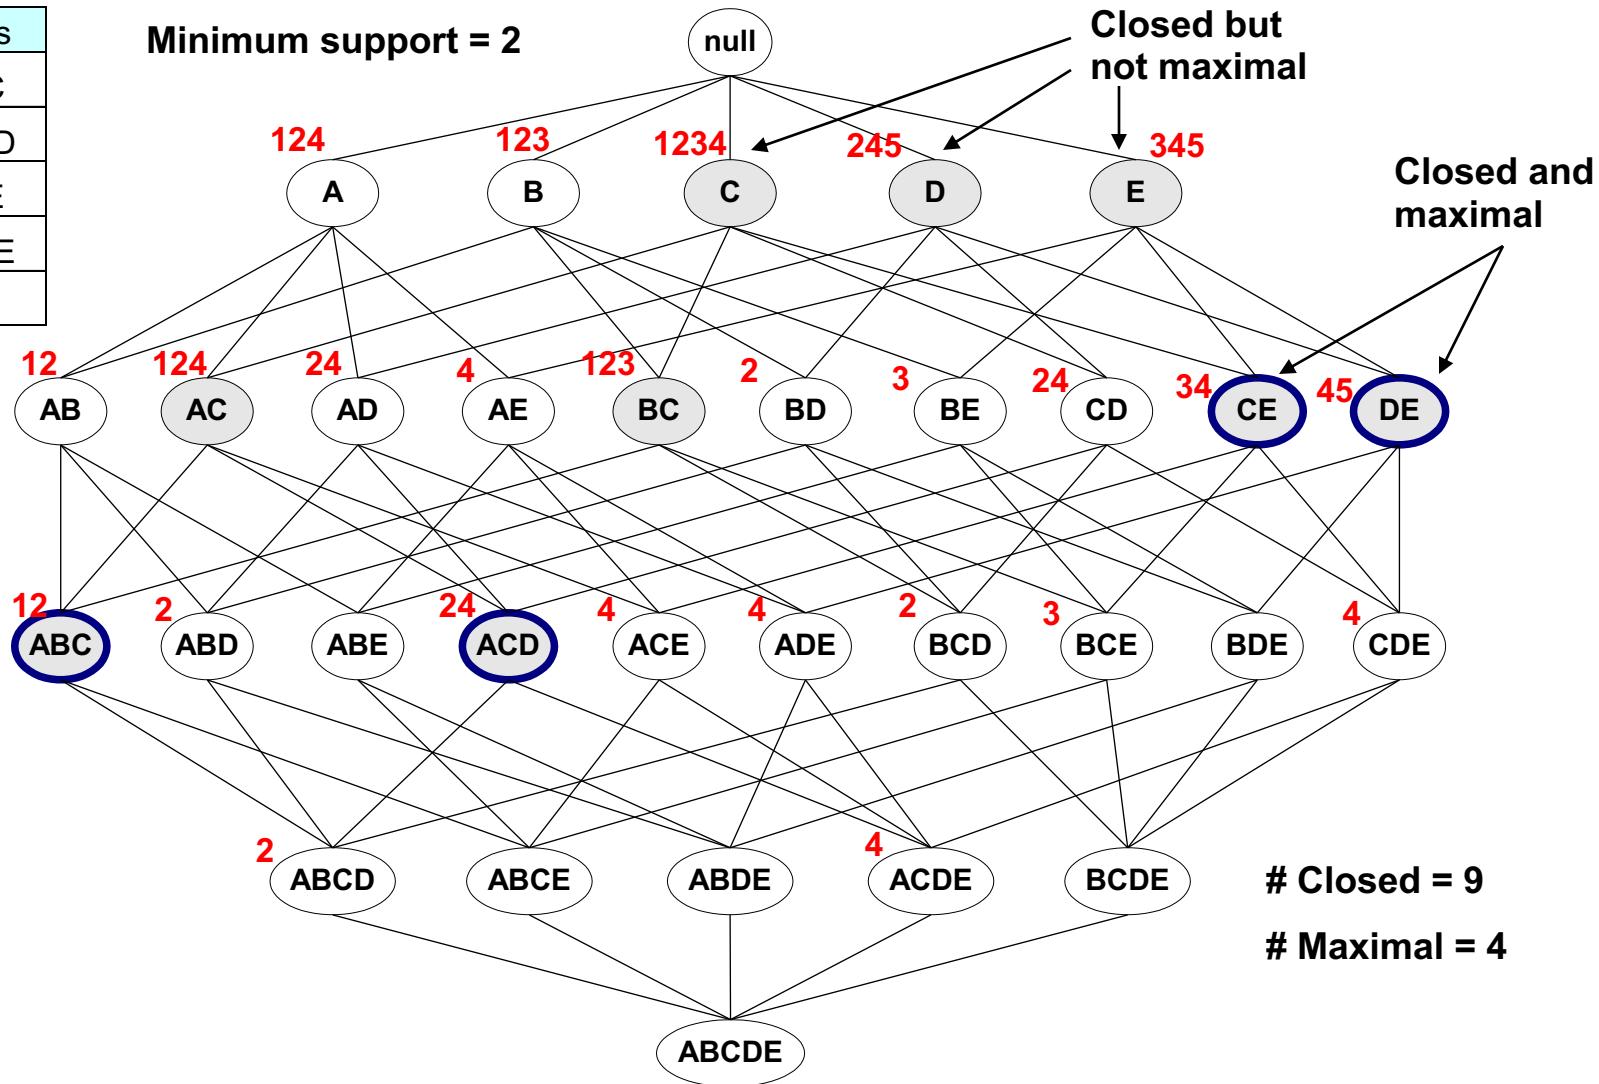 s
C
D
E
E
Minimum support = 2
null
Closed but
not maximal
Closed and
maximal
124 123 1234 245 345
A B C D E
12 124 24 4 123 2 3 24 34 45
AB AC AD AE BC BD BE CD CE DE
12 2 24 4 4 2 3 4
ABC ABD ABE ACD ACE ADE BCD BCE BDE CDE
2 4
ABCD ABCE ABDE ACDE BCDE
# Closed = 9
# Maximal = 4
ABCDE